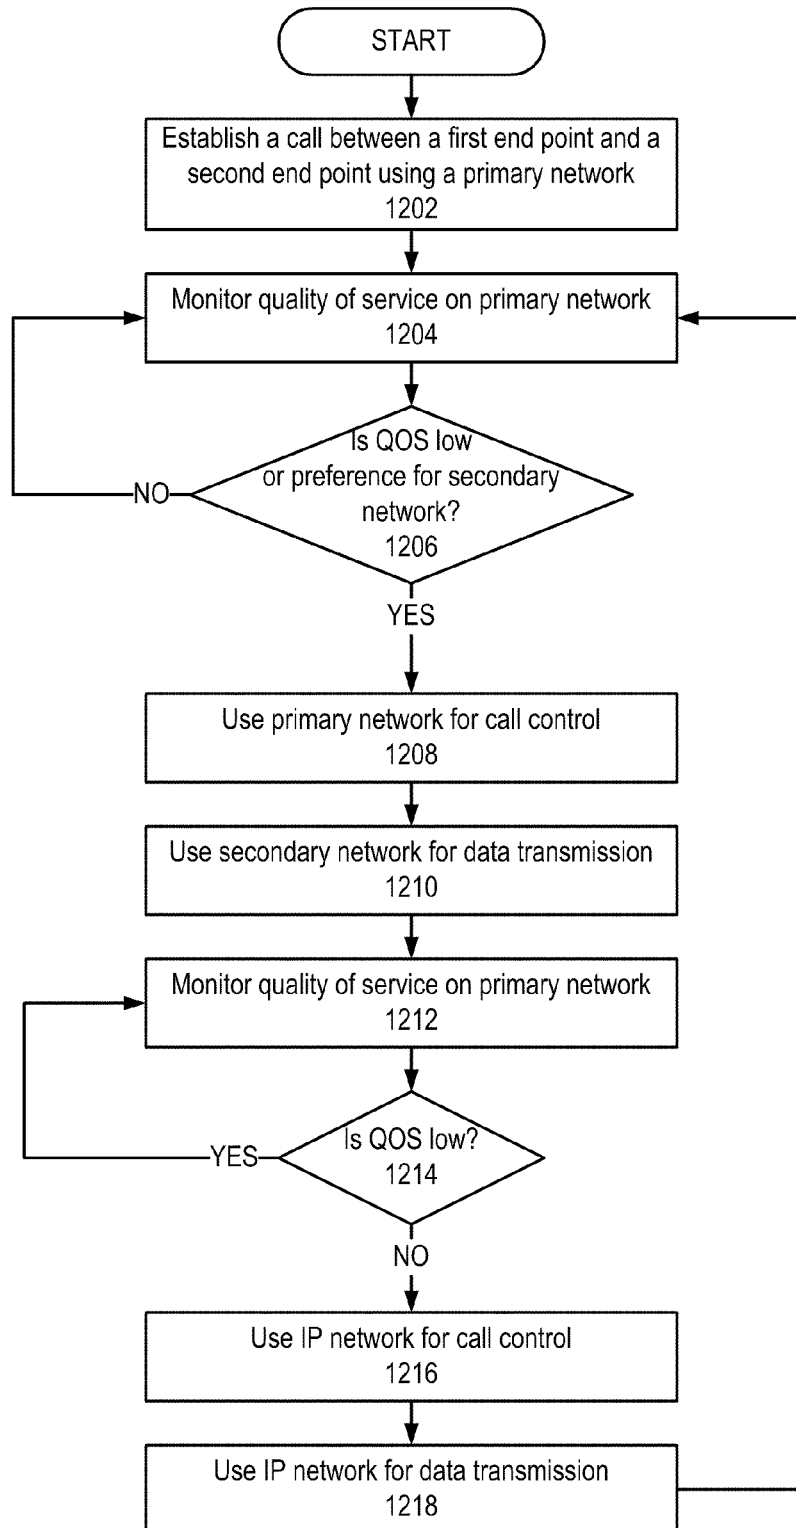 START
Establish a call between a first end point and a
second end point using a primary network
1202
Monitor quality of service on primary network
1204
Is QOS low
or preference for secondary
network?
1206
NO
YES
Use primary network for call control
1208
Use secondary network for data transmission
1210
Monitor quality of service on primary network
1212
Is QOS low?
1214
YES
NO
Use IP network for call control
1216
Use IP network for data transmission
1218